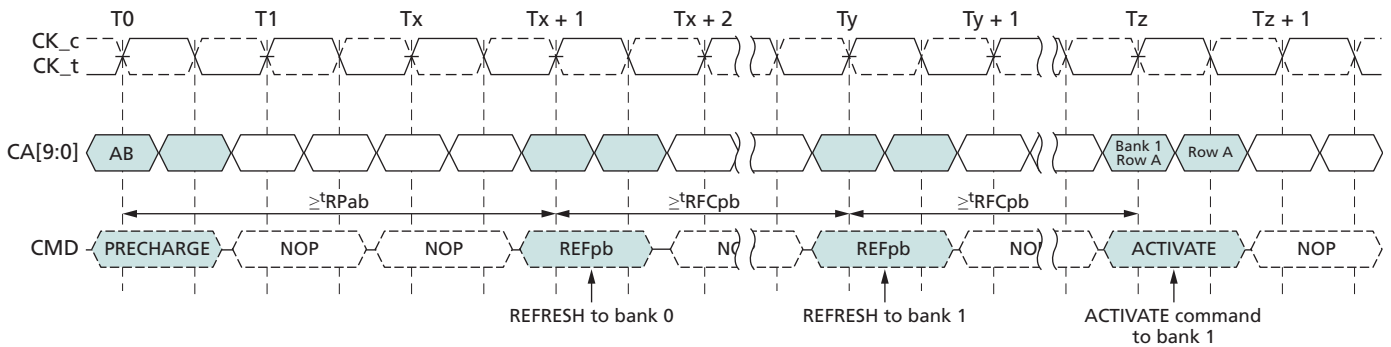 T0 T1 Tx Tx + 1 Tx + 2 Ty Ty + 1 Tz Tz + 1
CK_c
CK_t
CA[9:0] AB Bank 1 Row A Row A
≥tRPab ≥tRFCpb ≥tRFCpb
CMD PRECHARGE NOP NOP REFpb REFpb ACTIVATE NOP
REFRESH to bank 0 REFRESH to bank 1 ACTIVATE command
to bank 1